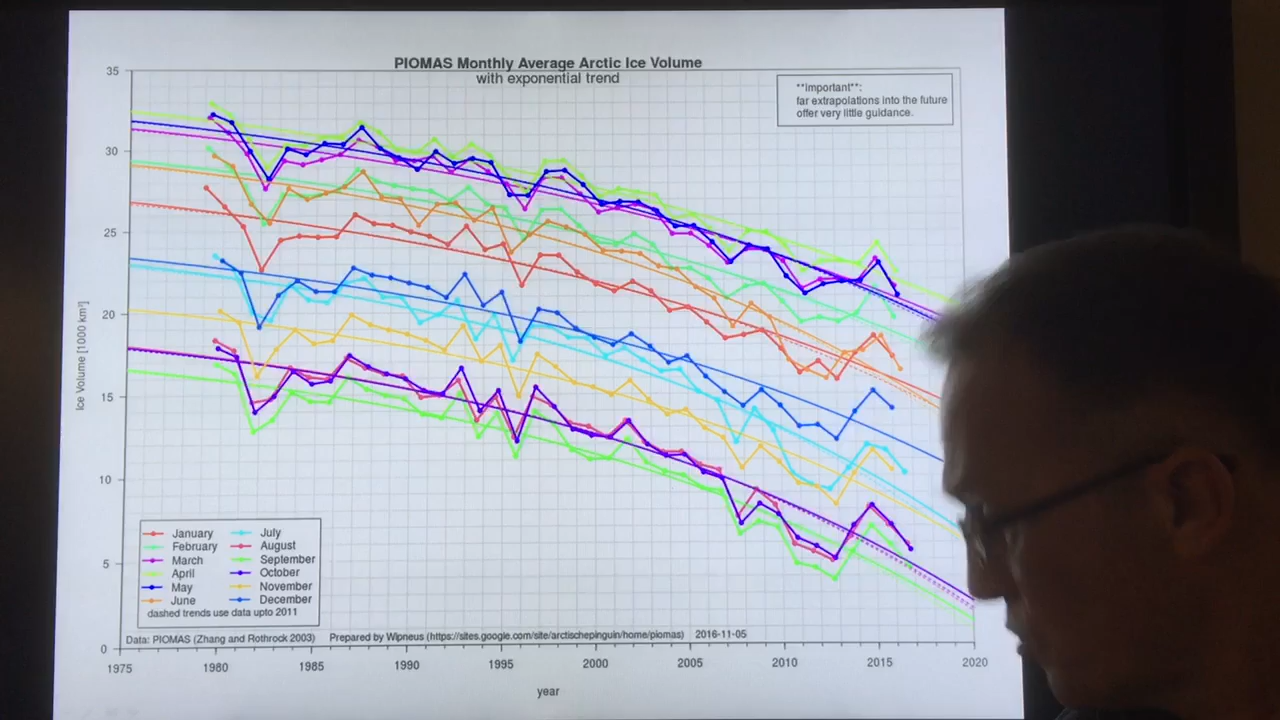 PIOMAS Monthly Average Arctic Ice Volume
with exponential trend
**important**:
far extrapolations into the future
offer very little guidance.
35
30
25
20
15
10
5
0
Ice Volume [1000 km³]
January
February
March
April
May
June
July
August
September
October
November
December
dashed trends use data upto 2011
Data: PIOMAS (Zhang and Rothrock 2003) Prepared by Wipneus (https://sites.google.com/site/arctischepinguin/home/piomas) 2016-11-05
1975 1980 1985 1990 1995 2000 2005 2010 2015 2020
year